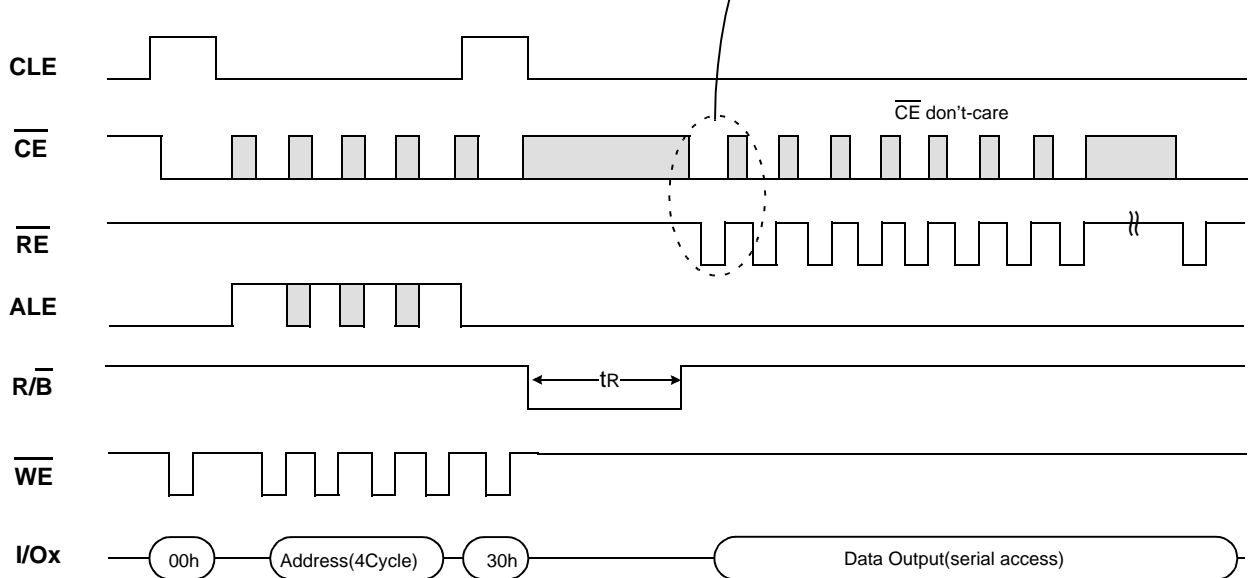 CLE
CE don't-care
CE
RE
ALE
R/B
tR
WE
I/Ox 00h Address(4Cycle) 30h Data Output(serial access)